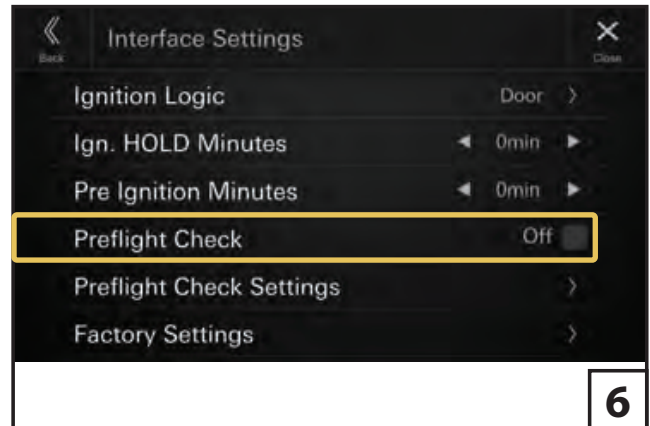 Interface Settings
Back
Close
Ignition Logic Door
Ign. HOLD Minutes 0min
Pre Ignition Minutes 0min
Preflight Check Off
Preflight Check Settings
Factory Settings
6